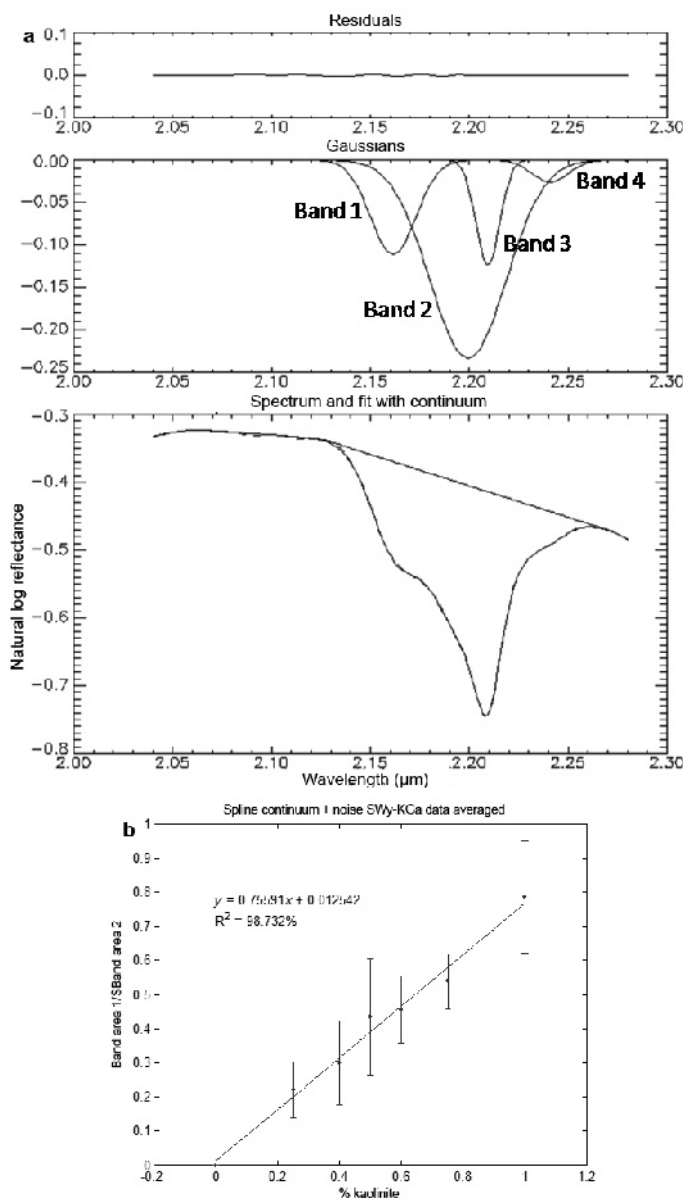 a
Residuals
0.1
0.0
−0.1
2.00 2.05 2.10 2.15 2.20 2.25 2.30
Gaussians
0.00
−0.05
−0.10
−0.15
−0.20
−0.25
Band 1
Band 2
Band 3
Band 4
2.00 2.05 2.10 2.15 2.20 2.25 2.30
Spectrum and fit with continuum
−0.3
−0.4
−0.5
−0.6
−0.7
−0.8
Natural log reflectance
2.00 2.05 2.10 2.15 2.20 2.25 2.30
Wavelength (µm)
b
Spline continuum + noise SWy-KGa data averaged
1
0.9
0.8
0.7
0.6
0.5
0.4
0.3
0.2
0.1
0
Band area 1/SBand area 2
y = 0.75591x + 0.012542
R² = 98.732%
-0.2 0 0.2 0.4 0.6 0.8 1 1.2
% kaolinite